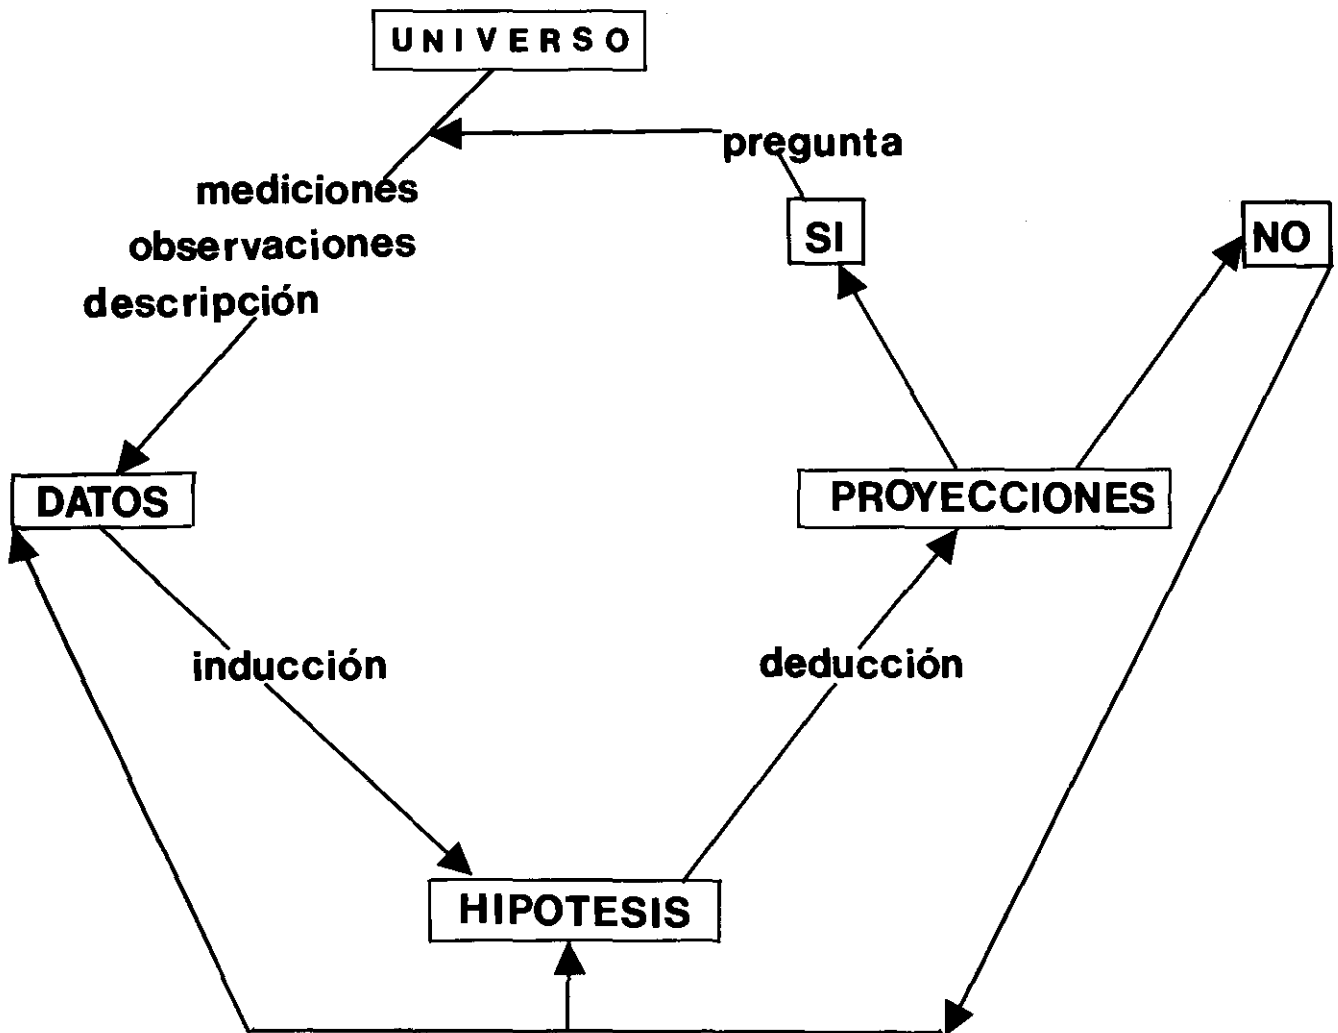 UNIVERSO
pregunta
mediciones
observaciones
descripción
SI
NO
DATOS
PROYECCIONES
inducción
deducción
HIPOTESIS